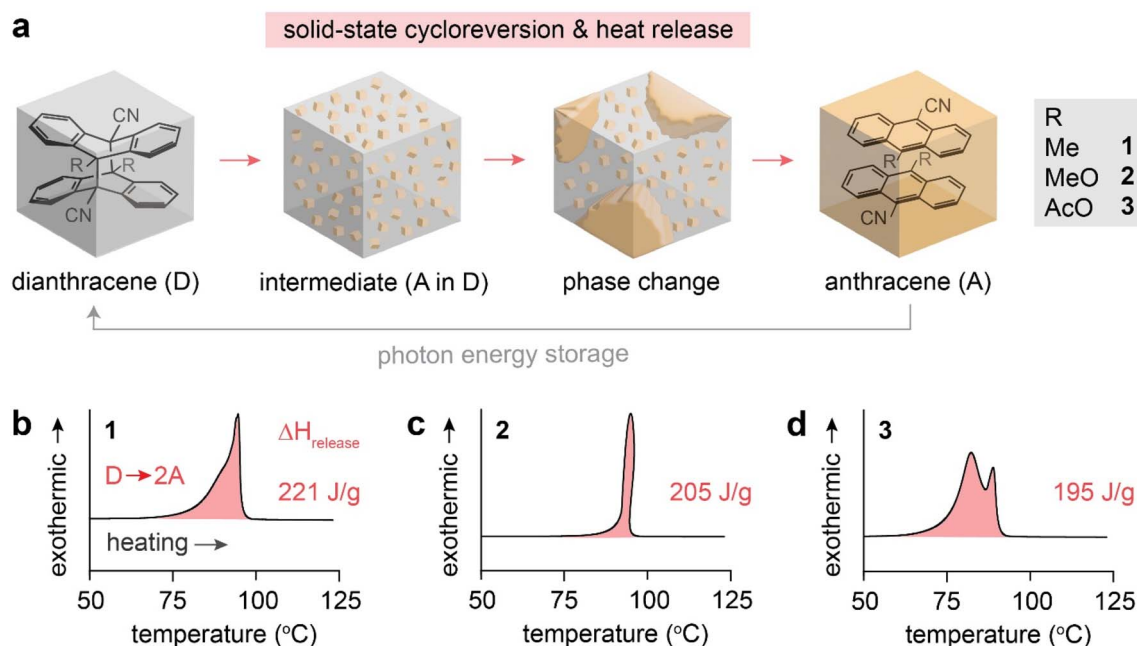 a
solid-state cycloreversion & heat release
CN
R
R
CN
CN
R
R
CN
R
Me 1
MeO 2
AcO 3
dianthracene (D)
intermediate (A in D)
phase change
anthracene (A)
photon energy storage
b
exothermic →
1
D→2A
ΔHrelease
221 J/g
heating →
50 75 100 125
temperature (°C)
c
exothermic →
2
205 J/g
50 75 100 125
temperature (°C)
d
exothermic →
3
195 J/g
50 75 100 125
temperature (°C)